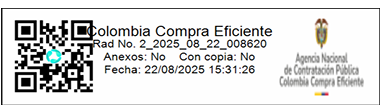 Colombia Compra Eficiente
Rad No. 2_2025_08_22_008620
Anexos: No Con copia: No
Fecha: 22/08/2025 15:31:26
Agencia Nacional
de Contratación Pública
Colombia Compra Eficiente